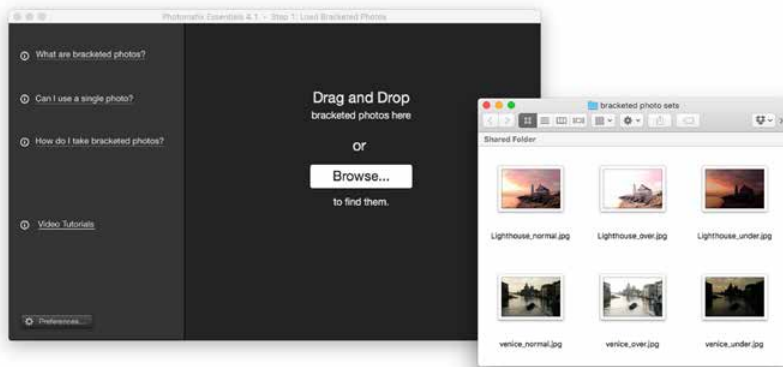 Photomatix Essentials 4.1 - Step 1: Load Bracketed Photos
What are bracketed photos?
Can I use a single photo?
How do I take bracketed photos?
Video Tutorials
Preferences...
Drag and Drop
bracketed photos here
or
Browse...
to find them.
bracketed photo sets
Shared Folder
Lighthouse_normal.jpg
Lighthouse_over.jpg
Lighthouse_under.jpg
venice_normal.jpg
venice_over.jpg
venice_under.jpg